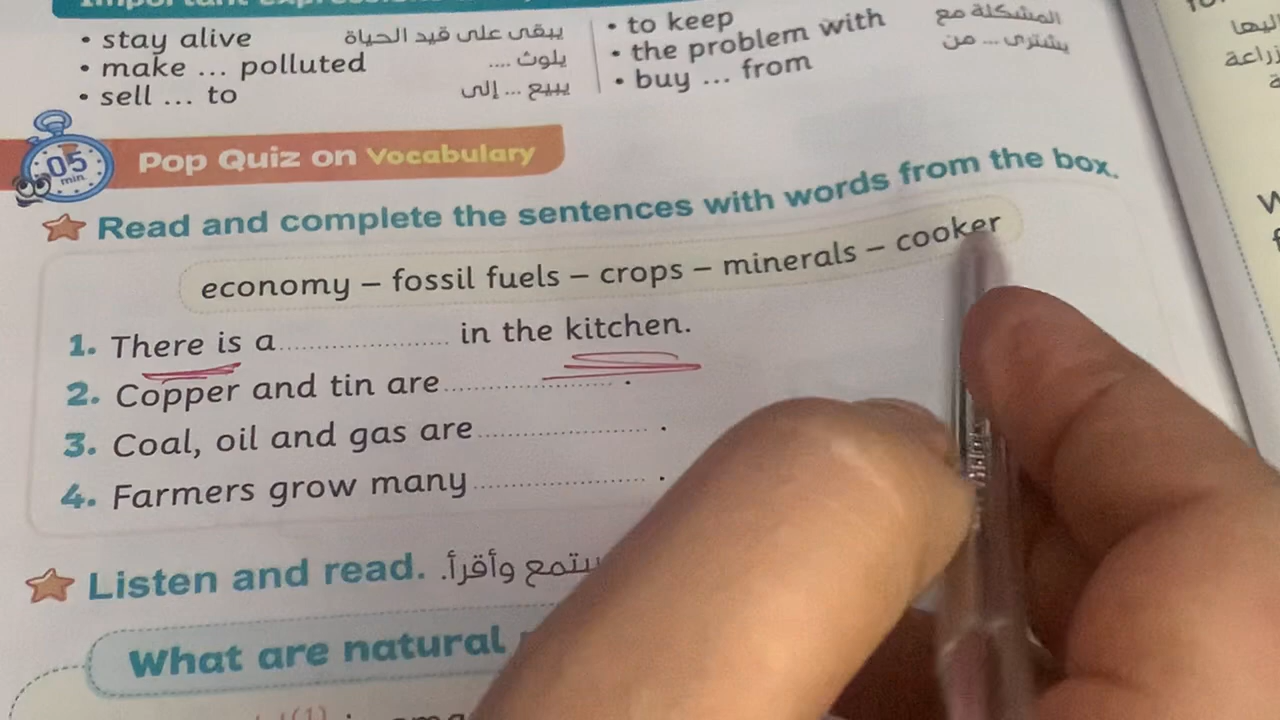 • stay alive يبقى على قيد الحياة
• make ... polluted يلوث ....
• sell ... to يبيع ... إلى
• to keep
• the problem with المشكلة مع
• buy ... from يشترى ... من
05 min
Pop Quiz on Vocabulary
Read and complete the sentences with words from the box.
economy – fossil fuels – crops – minerals – cooker
1. There is a .................... in the kitchen.
2. Copper and tin are .................... .
3. Coal, oil and gas are .................... .
4. Farmers grow many .................... .
Listen and read. وأقرأ.
What are natural